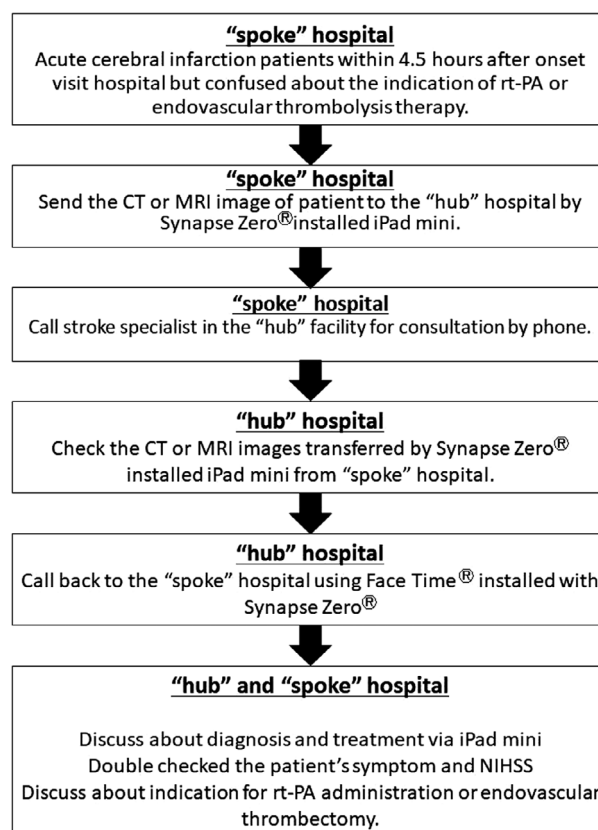 “spoke” hospital
Acute cerebral infarction patients within 4.5 hours after onset
visit hospital but confused about the indication of rt-PA or
endovascular thrombolysis therapy.
“spoke” hospital
Send the CT or MRI image of patient to the “hub” hospital by
Synapse Zero®installed iPad mini.
“spoke” hospital
Call stroke specialist in the “hub” facility for consultation by phone.
“hub” hospital
Check the CT or MRI images transferred by Synapse Zero®
installed iPad mini from “spoke” hospital.
“hub” hospital
Call back to the “spoke” hospital using Face Time® installed with
Synapse Zero®
“hub” and “spoke” hospital
Discuss about diagnosis and treatment via iPad mini
Double checked the patient’s symptom and NIHSS
Discuss about indication for rt-PA administration or endovascular
thrombectomy.